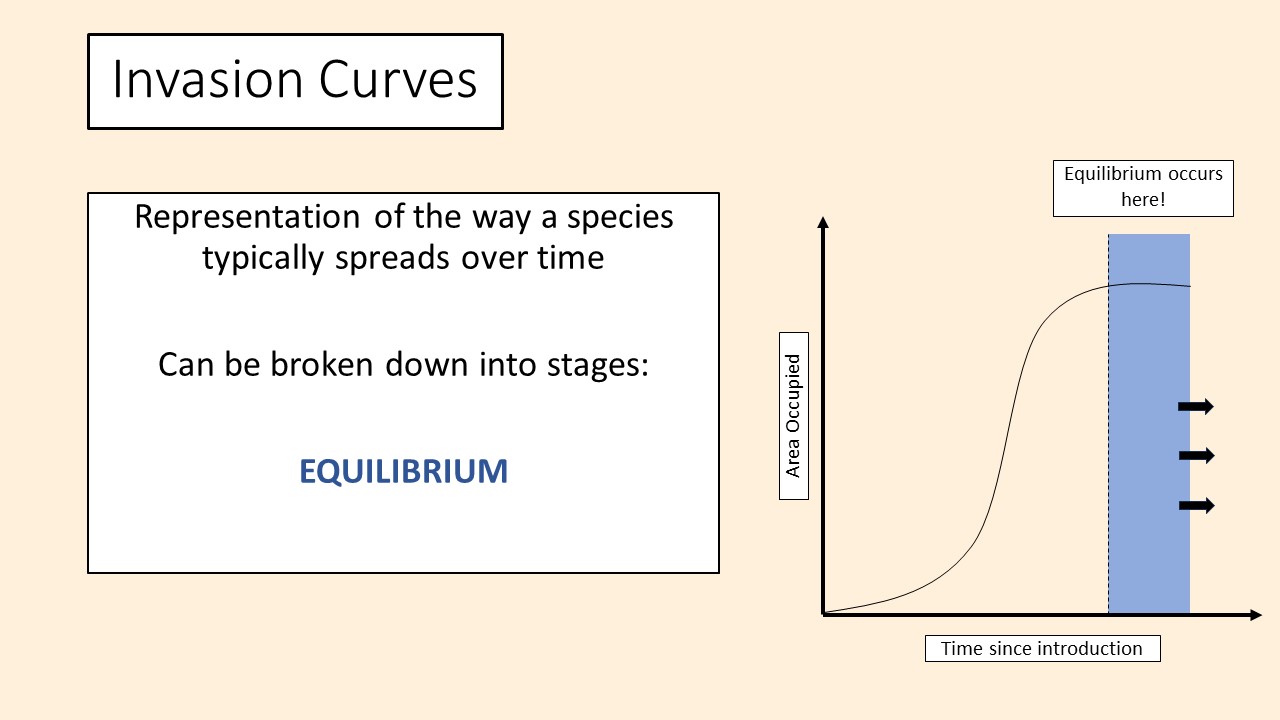 Invasion Curves
Representation of the way a species
typically spreads over time
Can be broken down into stages:
EQUILIBRIUM
Equilibrium occurs
here!
Area Occupied
Time since introduction